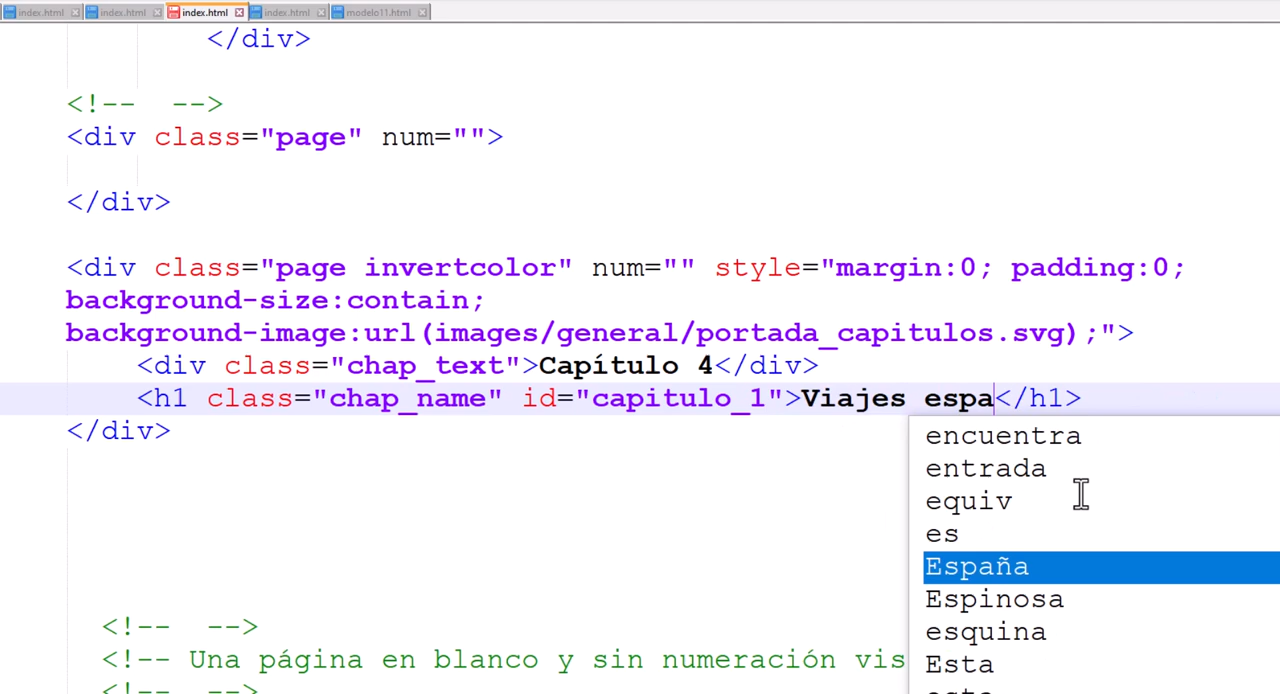 index.html index.html index.html index.html modelo11.html
</div>
<!--  -->
<div class="page" num="">
</div>
<div class="page invertcolor" num="" style="margin:0; padding:0;
background-size:contain;
background-image:url(images/general/portada_capitulos.svg);">
<div class="chap_text">Capítulo 4</div>
<h1 class="chap_name" id="capitulo_1">Viajes espa</h1>
</div>
encuentra
entrada
equiv
es
España
Espinosa
esquina
Esta
<!--  -->
<!-- Una página en blanco y sin numeración vis